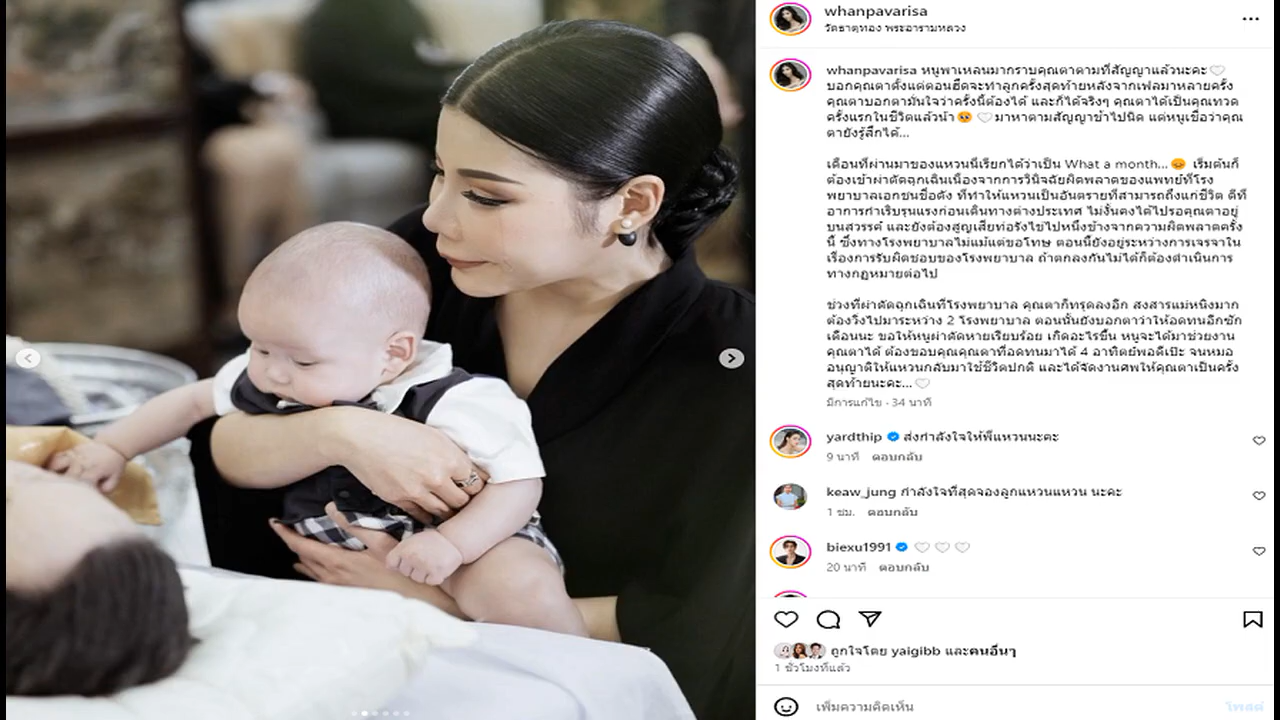 whanpavarisa
วัดธาตุทอง พระอารามหลวง
whanpavarisa หนูพาเหลนมากราบคุณตาตามที่สัญญาแล้วนะคะ🤍
บอกคุณตาตั้งแต่ตอนฮึดจะทำลูกครั้งสุดท้ายหลังจากเฟลมาหลายครั้ง
คุณตาบอกตามั่นใจว่าครั้งนี้ต้องได้ และก็ได้จริงๆ คุณตาได้เป็นคุณทวด
ครั้งแรกในชีวิตแล้วน้า🥹 🤍มาหาตามสัญญาช้าไปนิด แต่หนูเชื่อว่าคุณ
ตายังรู้สึกได้...
เดือนที่ผ่านมาของแหวนนี่เรียกได้ว่าเป็น What a month... เริ่มต้นก็
ต้องเข้าผ่าตัดฉุกเฉินเนื่องจากการวินิจฉัยผิดพลาดของแพทย์ที่โรง
พยาบาลเอกชนชื่อดัง ที่ทำให้แหวนเป็นอันตรายที่สามารถถึงแก่ชีวิต ดีที่
อาการกำเริบรุนแรงก่อนเดินทางต่างประเทศ ไม่งั้นคงได้ไปรอคุณตาอยู่
บนสวรรค์ และยังต้องสูญเสียท่อรังไข่ไปหนึ่งข้างจากความผิดพลาดครั้ง
นี้ ซึ่งทางโรงพยาบาลไม่แม้แต่ขอโทษ ตอนนี้ยังอยู่ระหว่างการเจรจาใน
เรื่องการรับผิดชอบของโรงพยาบาล ถ้าตกลงกันไม่ได้ก็ต้องดำเนินการ
ทางกฎหมายต่อไป
ช่วงที่ผ่าตัดฉุกเฉินที่โรงพยาบาล คุณตาก็ทรุดลงอีก สงสารแม่หนิงมาก
ต้องวิ่งไปมาระหว่าง 2 โรงพยาบาล ตอนนั้นยังบอกตาว่าให้อดทนอีกซัก
เดือนนะ ขอให้หนูผ่าตัดหายเรียบร้อย เกิดอะไรขึ้น หนูจะได้มาช่วยงาน
คุณตาได้ ต้องขอบคุณคุณตาที่อดทนมาได้ 4 อาทิตย์พอดีเป๊ะ จนหมอ
อนุญาติให้แหวนกลับมาใช้ชีวิตปกติ และได้จัดงานศพให้คุณตาเป็นครั้ง
สุดท้ายนะคะ... 🤍
มีการแก้ไข · 34 นาที
yardthip ส่งกำลังใจให้พี่แหวนนะคะ
9 นาที ตอบกลับ
keaw_jung กำลังใจที่สุดจองลูกแหวนแหวน นะคะ
1 ชม. ตอบกลับ
biexu1991 🤍 🤍 🤍
20 นาที ตอบกลับ
ถูกใจโดย yaigibb และคนอื่นๆ
1 ชั่วโมงที่แล้ว
เพิ่มความคิดเห็น
โพสต์